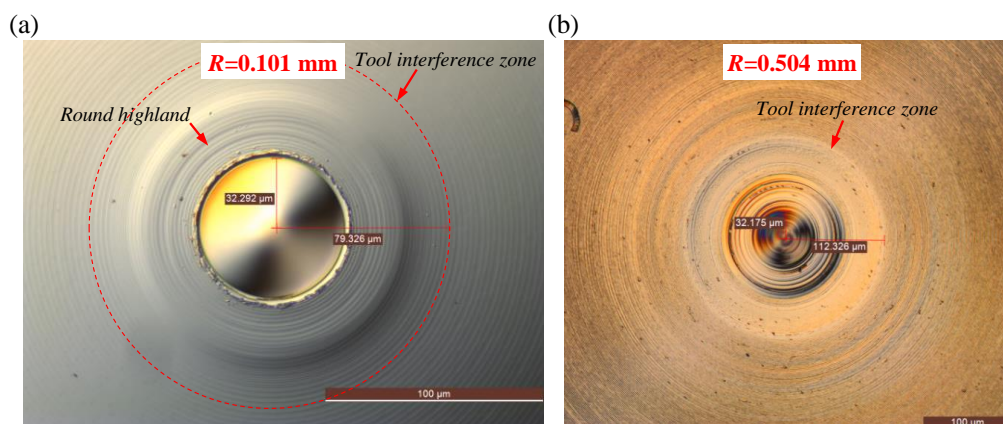 (a)
R=0.101 mm
Tool interference zone
Round highland
32.292 µm
79.326 µm
100 µm
(b)
R=0.504 mm
Tool interference zone
32.175 µm
112.326 µm
100 µm